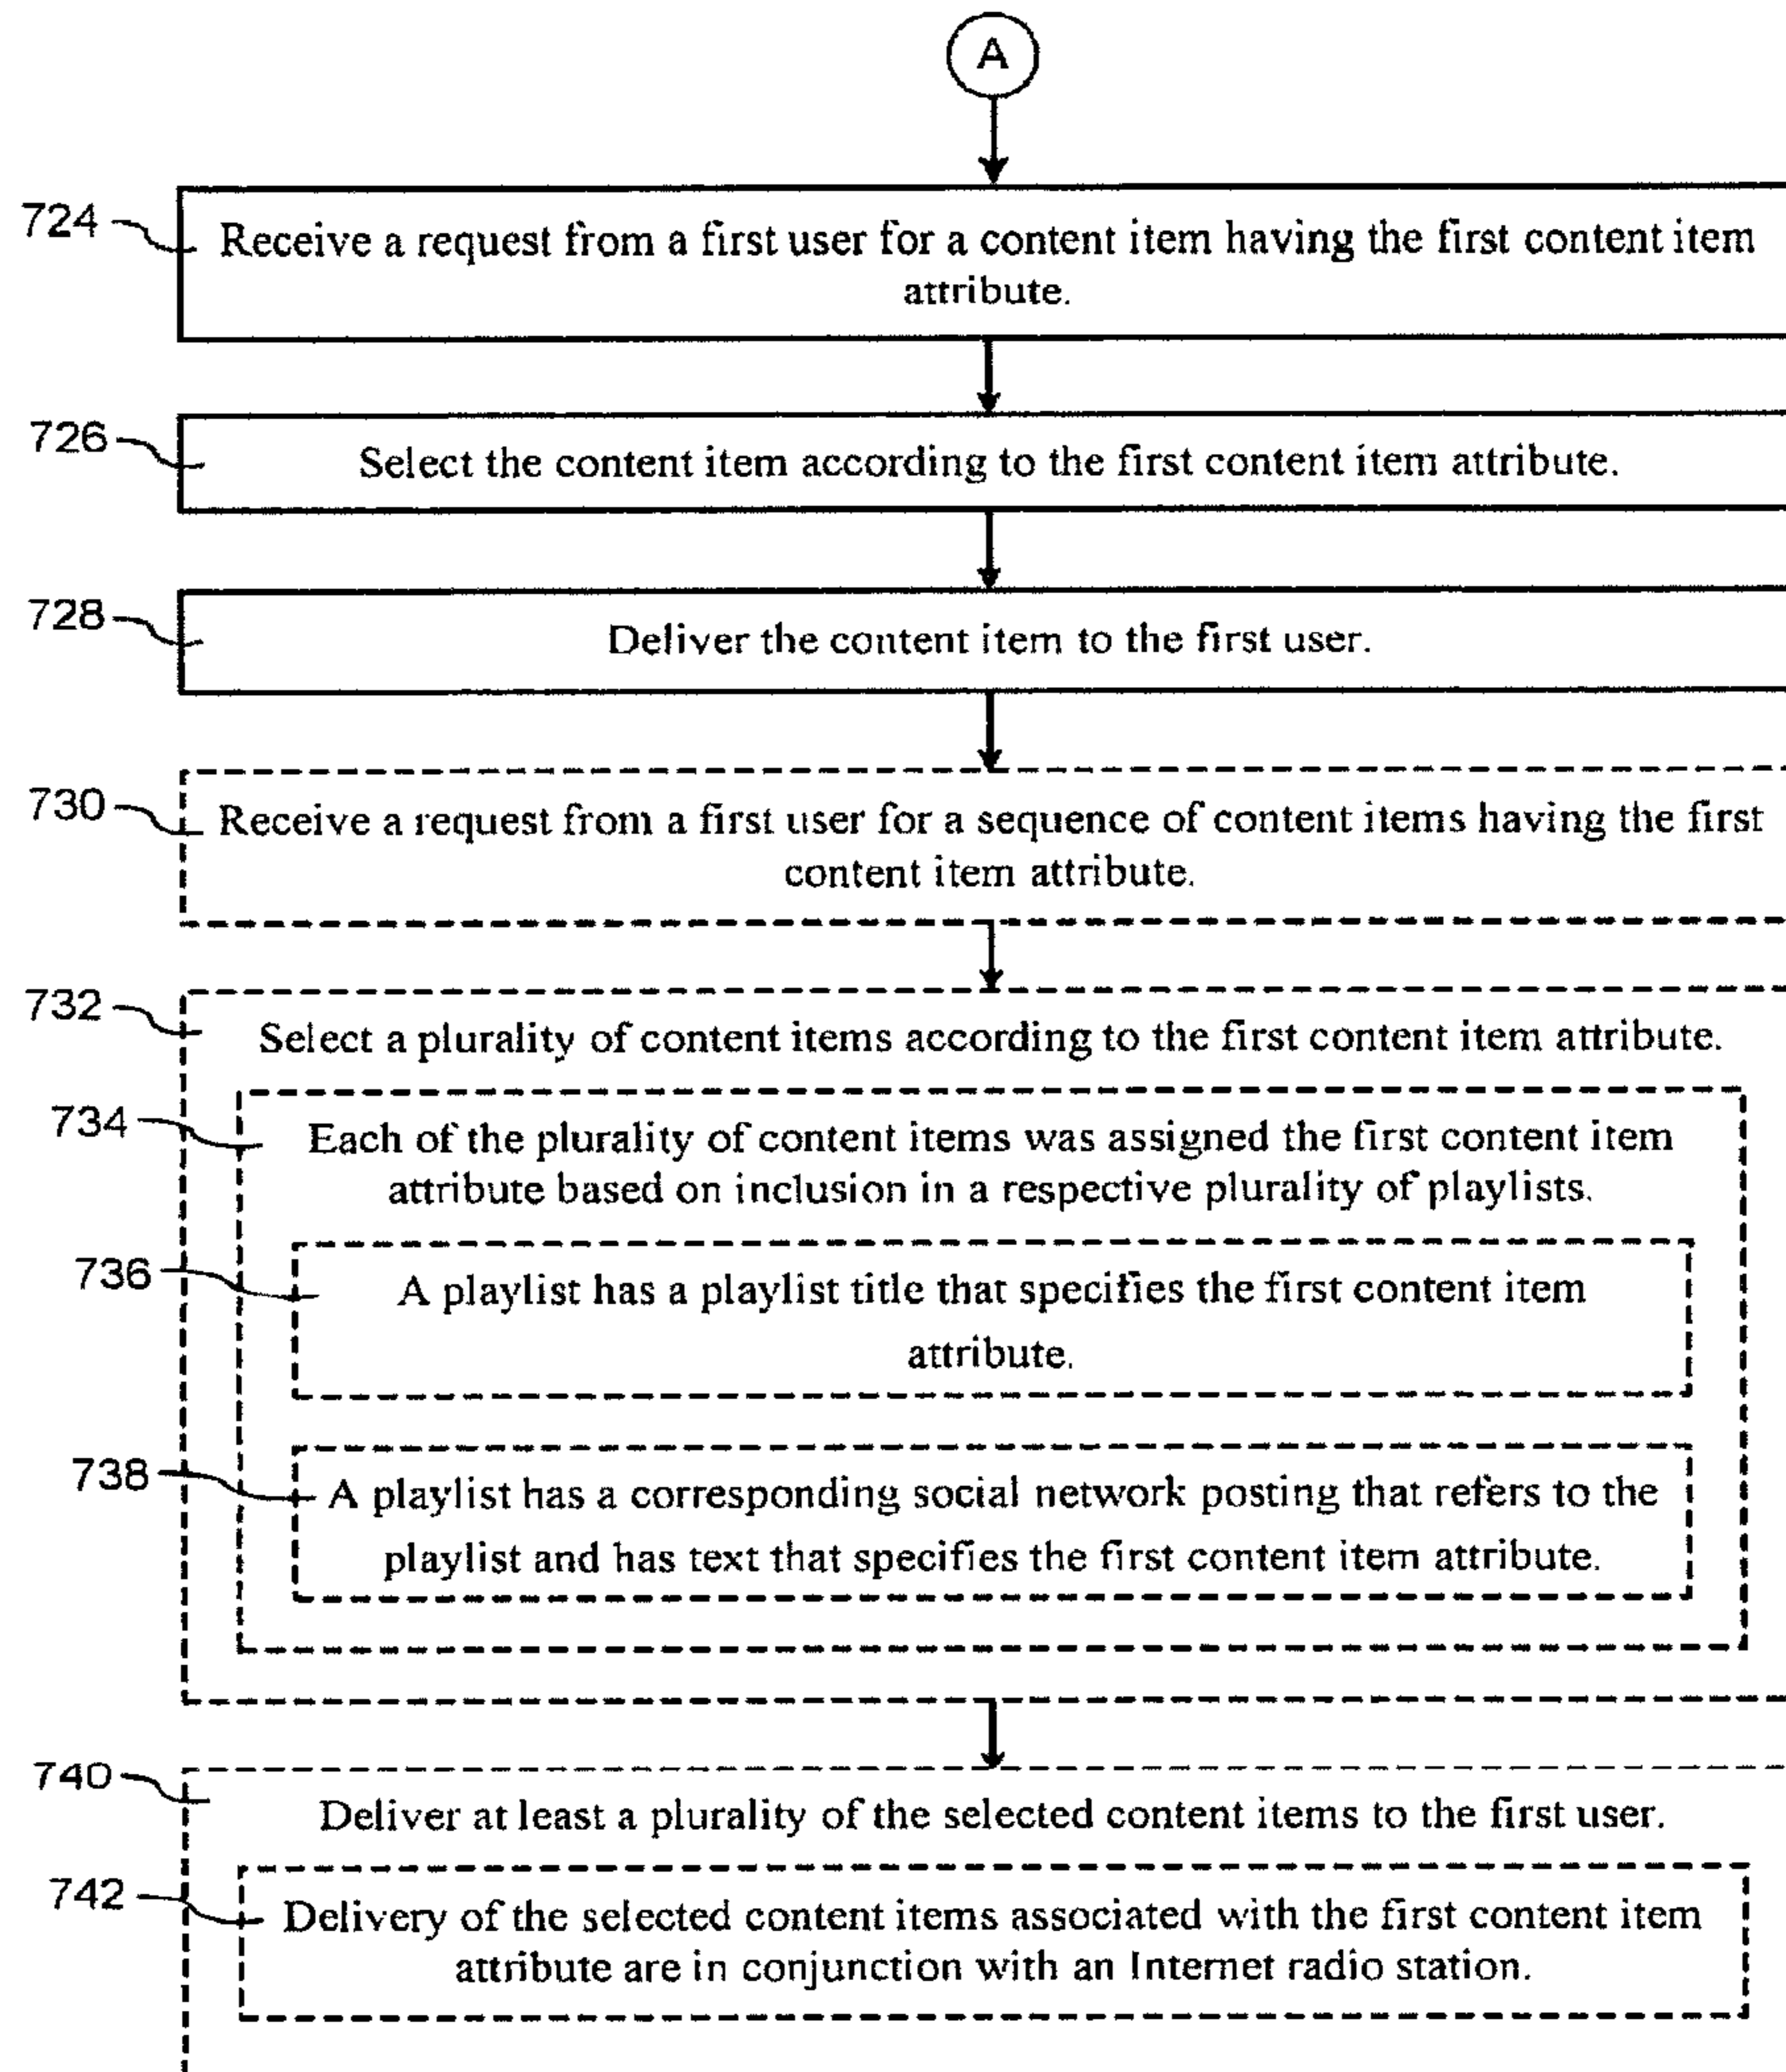 A
724
Receive a request from a first user for a content item having the first content item
attribute.
726
Select the content item according to the first content item attribute.
728
Deliver the content item to the first user.
730
Receive a request from a first user for a sequence of content items having the first
content item attribute.
732
Select a plurality of content items according to the first content item attribute.
734
Each of the plurality of content items was assigned the first content item
attribute based on inclusion in a respective plurality of playlists.
736
A playlist has a playlist title that specifies the first content item
attribute.
738
A playlist has a corresponding social network posting that refers to the
playlist and has text that specifies the first content item attribute.
740
Deliver at least a plurality of the selected content items to the first user.
742
Delivery of the selected content items associated with the first content item
attribute are in conjunction with an Internet radio station.